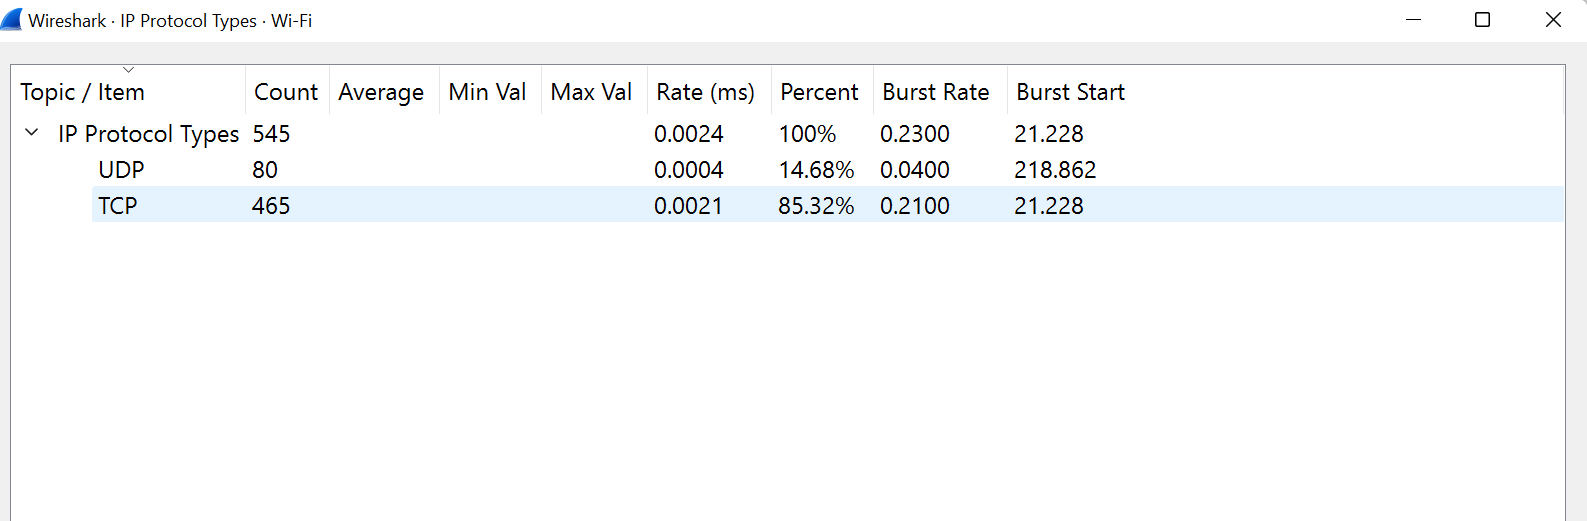 Wireshark · IP Protocol Types · Wi-Fi
Topic / Item Count Average Min Val Max Val Rate (ms) Percent Burst Rate Burst Start
IP Protocol Types 545 0.0024 100% 0.2300 21.228
UDP 80 0.0004 14.68% 0.0400 218.862
TCP 465 0.0021 85.32% 0.2100 21.228